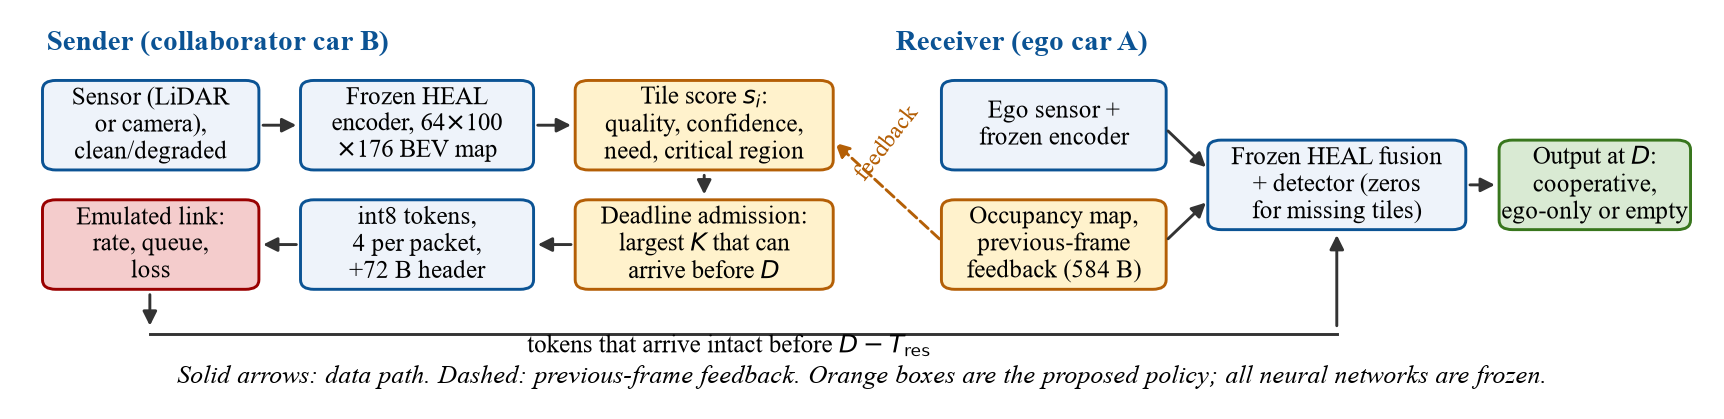 Sender (collaborator car B)
Receiver (ego car A)
Sensor (LiDAR
or camera),
clean/degraded
Frozen HEAL
encoder, 64×100
×176 BEV map
Tile score sᵢ:
quality, confidence,
need, critical region
feedback
Ego sensor +
frozen encoder
Frozen HEAL fusion
+ detector (zeros
for missing tiles)
Output at D:
cooperative,
ego-only or empty
Emulated link:
rate, queue,
loss
int8 tokens,
4 per packet,
+72 B header
Deadline admission:
largest K that can
arrive before D
Occupancy map,
previous-frame
feedback (584 B)
tokens that arrive intact before D − T_res
Solid arrows: data path. Dashed: previous-frame feedback. Orange boxes are the proposed policy; all neural networks are frozen.